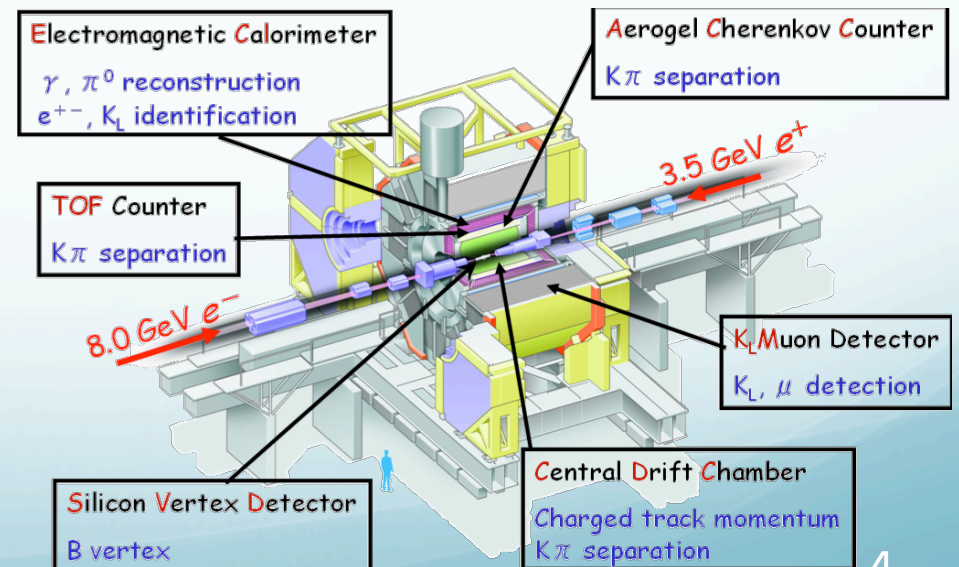 Electromagnetic Calorimeter
γ, π⁰ reconstruction
e⁺⁻, K_L identification
Aerogel Cherenkov Counter
Kπ separation
3.5 GeV e⁺
TOF Counter
Kπ separation
8.0 GeV e⁻
K_LMuon Detector
K_L, μ detection
Silicon Vertex Detector
B vertex
Central Drift Chamber
Charged track momentum
Kπ separation
4